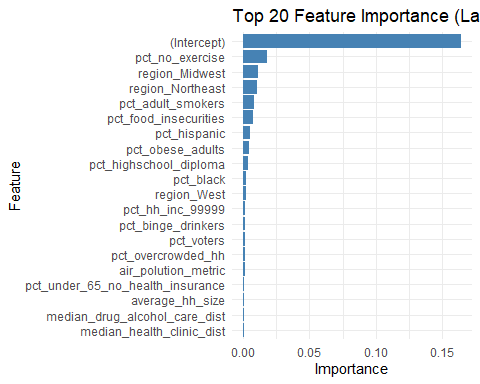 Top 20 Feature Importance (La
(Intercept)
pct_no_exercise
region_Midwest
region_Northeast
pct_adult_smokers
pct_food_insecurities
pct_hispanic
pct_obese_adults
pct_highschool_diploma
pct_black
region_West
pct_hh_inc_99999
pct_binge_drinkers
pct_voters
pct_overcrowded_hh
air_polution_metric
pct_under_65_no_health_insurance
average_hh_size
median_drug_alcohol_care_dist
median_health_clinic_dist
Feature
0.00 0.05 0.10 0.15
Importance